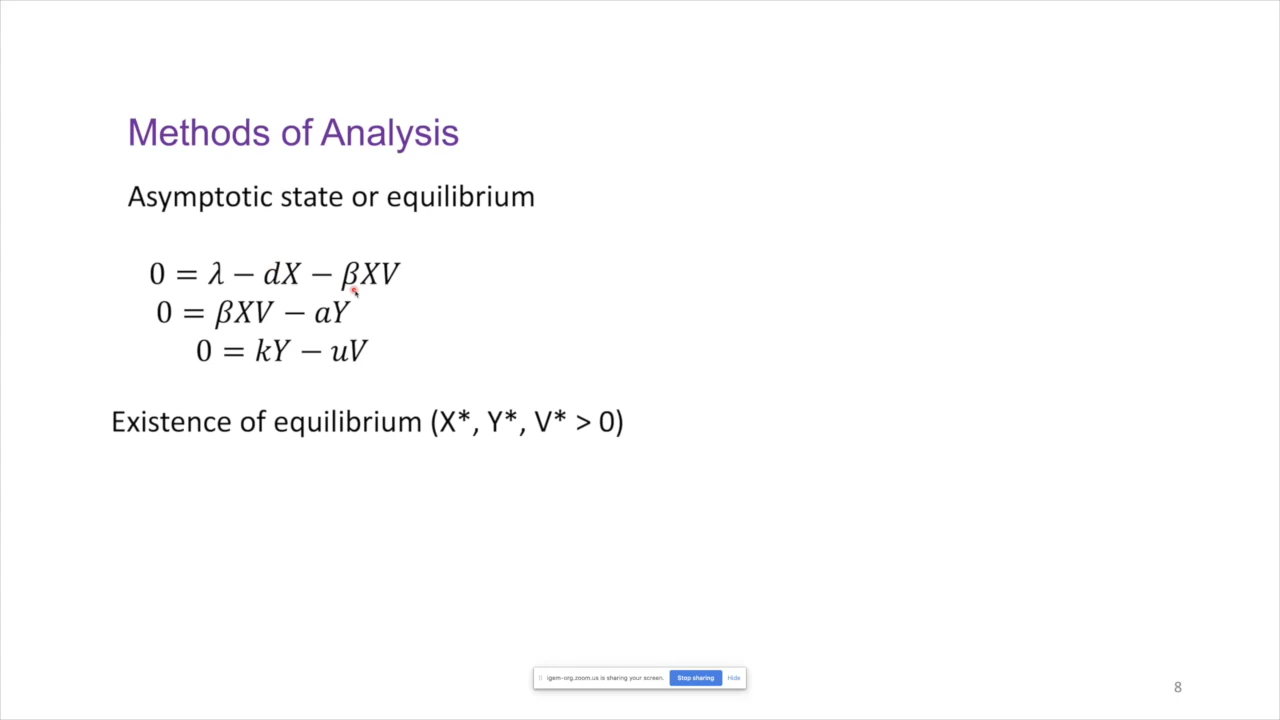 Methods of Analysis
Asymptotic state or equilibrium
0 = λ − dX − βXV
0 = βXV − aY
0 = kY − uV
Existence of equilibrium (X*, Y*, V* > 0)
igem-org.zoom.us is sharing your screen. Stop sharing Hide
8